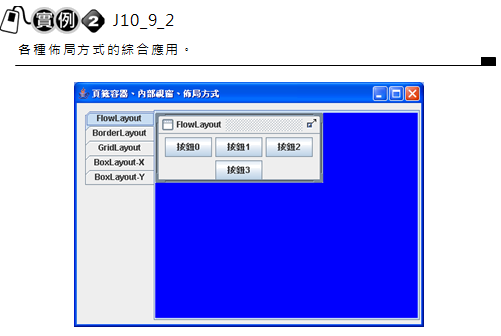 實例2 J10_9_2
各種佈局方式的綜合應用。
頁籤容器、內部視窗、佈局方式
FlowLayout
BorderLayout
GridLayout
BoxLayout-X
BoxLayout-Y
FlowLayout
按鈕0 按鈕1 按鈕2
按鈕3